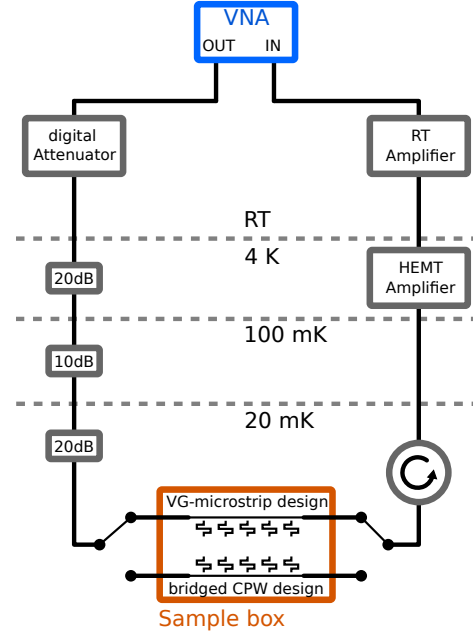 VNA
OUT IN
digital
Attenuator
RT
Amplifier
RT
4 K
HEMT
Amplifier
20dB
100 mK
10dB
20 mK
20dB
VG-microstrip design
bridged CPW design
Sample box